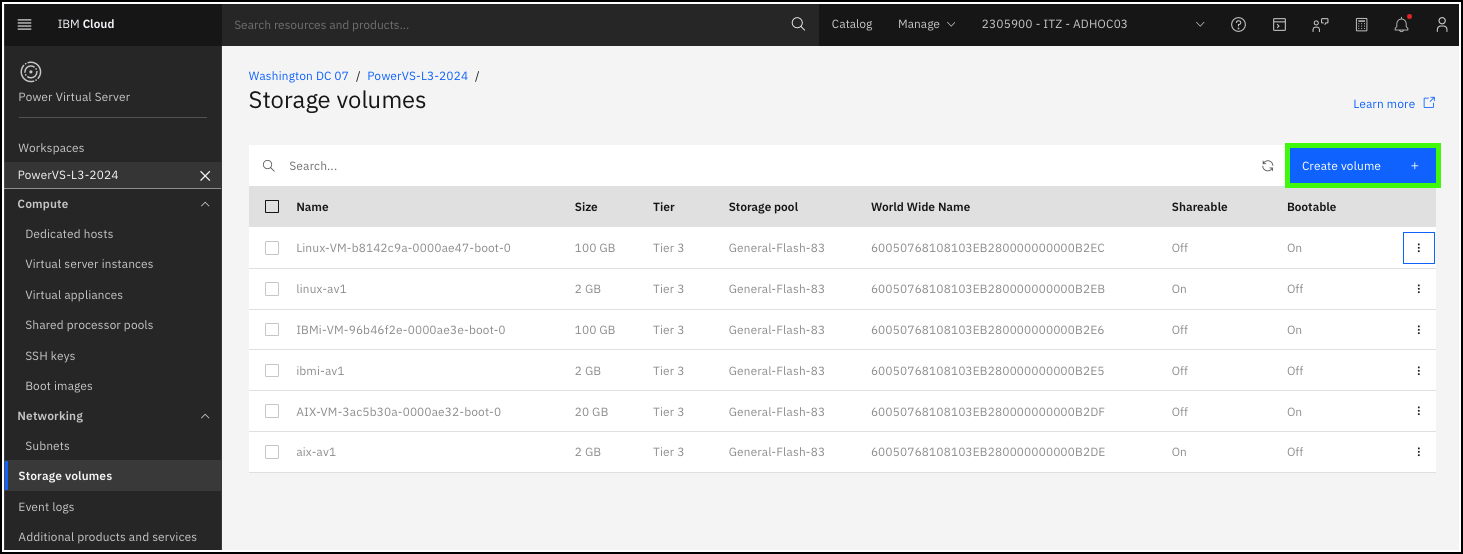 IBM Cloud
Search resources and products...
Catalog
Manage
2305900 - ITZ - ADHOC03
Power Virtual Server
Workspaces
PowerVS-L3-2024
Compute
Dedicated hosts
Virtual server instances
Virtual appliances
Shared processor pools
SSH keys
Boot images
Networking
Subnets
Storage volumes
Event logs
Additional products and services
Washington DC 07 / PowerVS-L3-2024 /
Storage volumes
Learn more
Search...
Create volume +
Name Size Tier Storage pool World Wide Name Shareable Bootable
Linux-VM-b8142c9a-0000ae47-boot-0 100 GB Tier 3 General-Flash-83 60050768108103EB280000000000B2EC Off On
linux-av1 2 GB Tier 3 General-Flash-83 60050768108103EB280000000000B2EB On Off
IBMi-VM-96b46f2e-0000ae3e-boot-0 100 GB Tier 3 General-Flash-83 60050768108103EB280000000000B2E6 Off On
ibmi-av1 2 GB Tier 3 General-Flash-83 60050768108103EB280000000000B2E5 Off Off
AIX-VM-3ac5b30a-0000ae32-boot-0 20 GB Tier 3 General-Flash-83 60050768108103EB280000000000B2DF Off On
aix-av1 2 GB Tier 3 General-Flash-83 60050768108103EB280000000000B2DE On Off